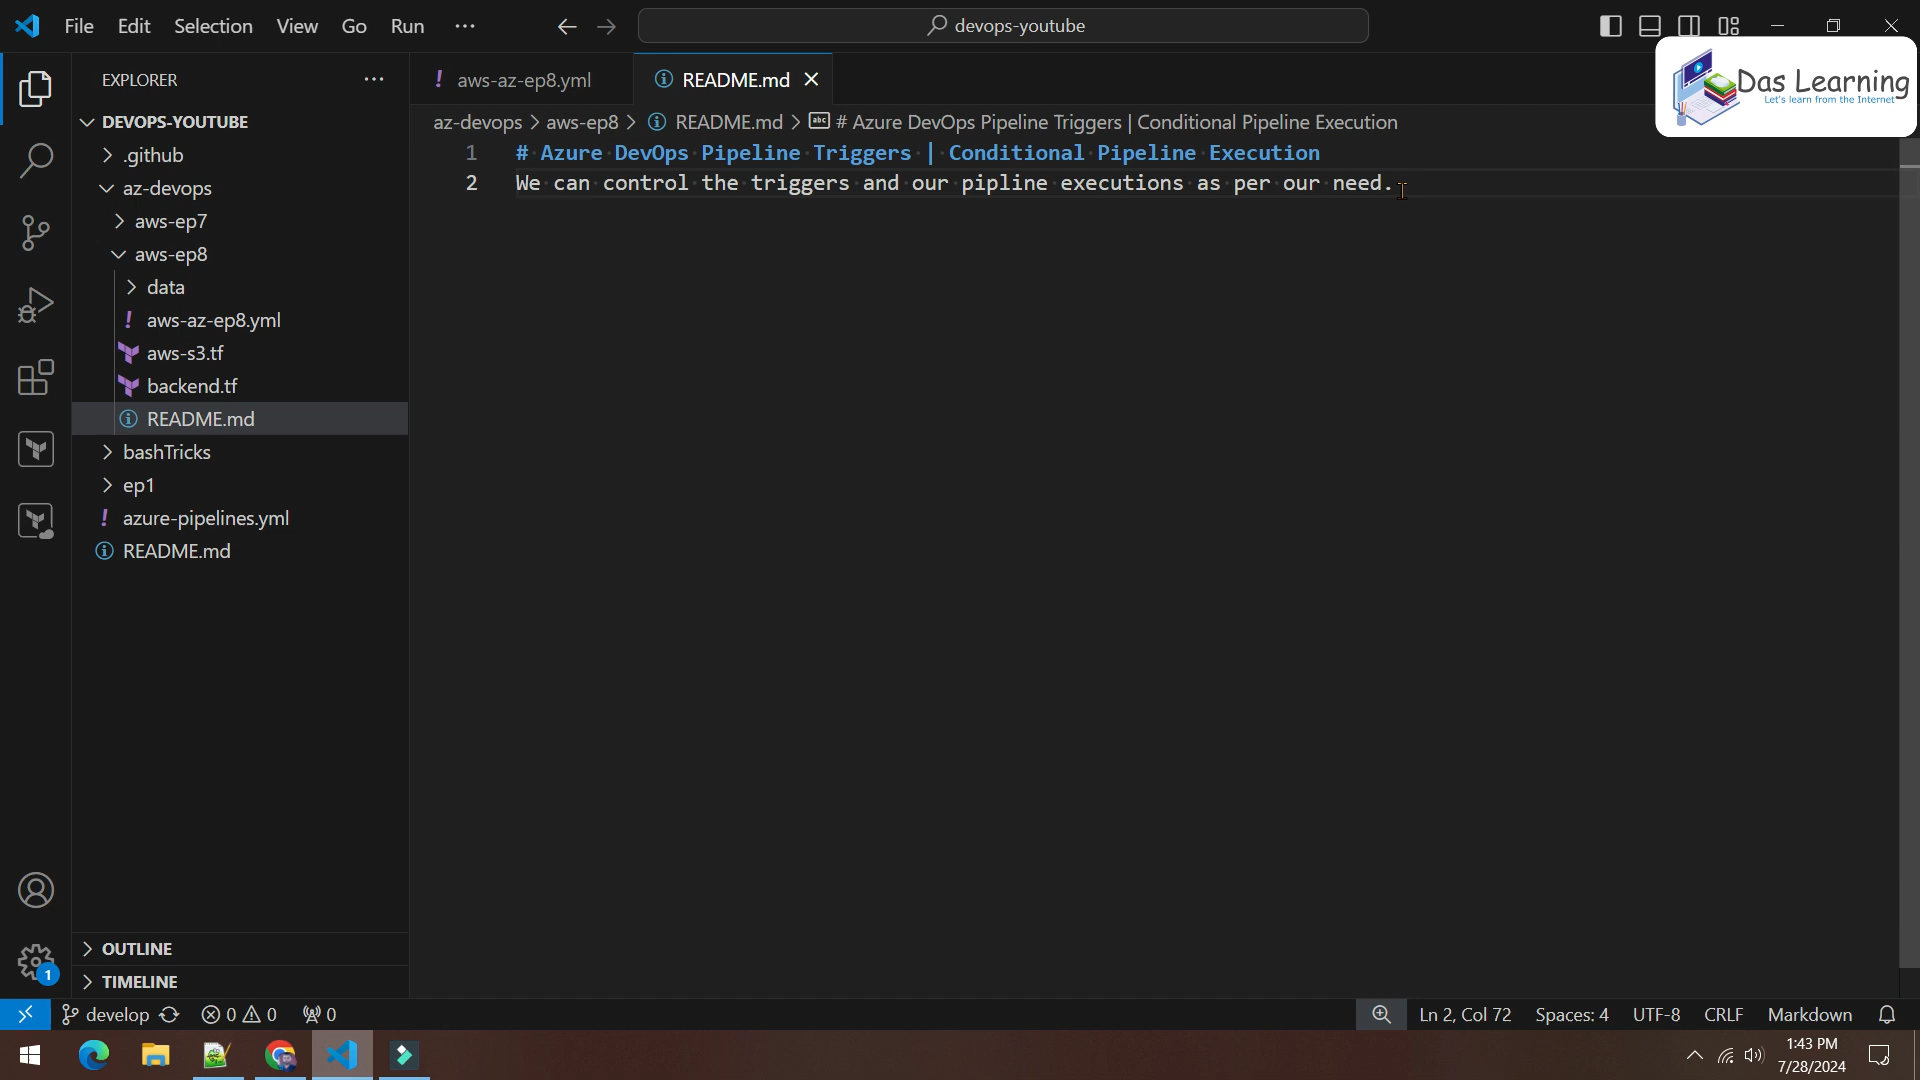 File Edit Selection View Go Run ···
devops-youtube
Das Learning
Let's learn from the Internet
EXPLORER ···
! aws-az-ep8.yml
README.md
DEVOPS-YOUTUBE
.github
az-devops
aws-ep7
aws-ep8
data
! aws-az-ep8.yml
aws-s3.tf
backend.tf
README.md
bashTricks
ep1
! azure-pipelines.yml
README.md
OUTLINE
TIMELINE
az-devops > aws-ep8 > README.md > abc # Azure DevOps Pipeline Triggers | Conditional Pipeline Execution
1 # Azure DevOps Pipeline Triggers | Conditional Pipeline Execution
2 We can control the triggers and our pipline executions as per our need.
1
develop 0 0 0
Ln 2, Col 72 Spaces: 4 UTF-8 CRLF Markdown
1:43 PM
7/28/2024